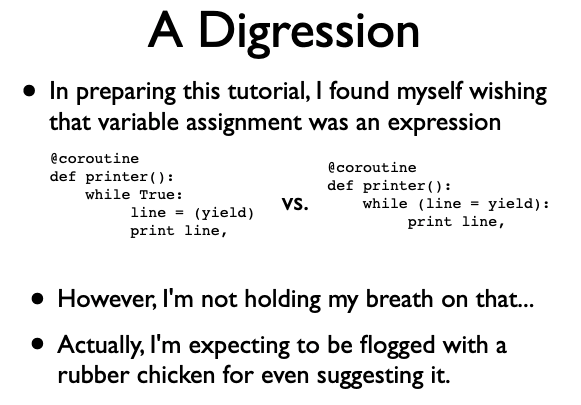 A Digression
• In preparing this tutorial, I found myself wishing
that variable assignment was an expression
@coroutine
def printer():
    while True:
         line = (yield)
         print line,
vs.
@coroutine
def printer():
    while (line = yield):
         print line,
• However, I'm not holding my breath on that...
• Actually, I'm expecting to be flogged with a
rubber chicken for even suggesting it.